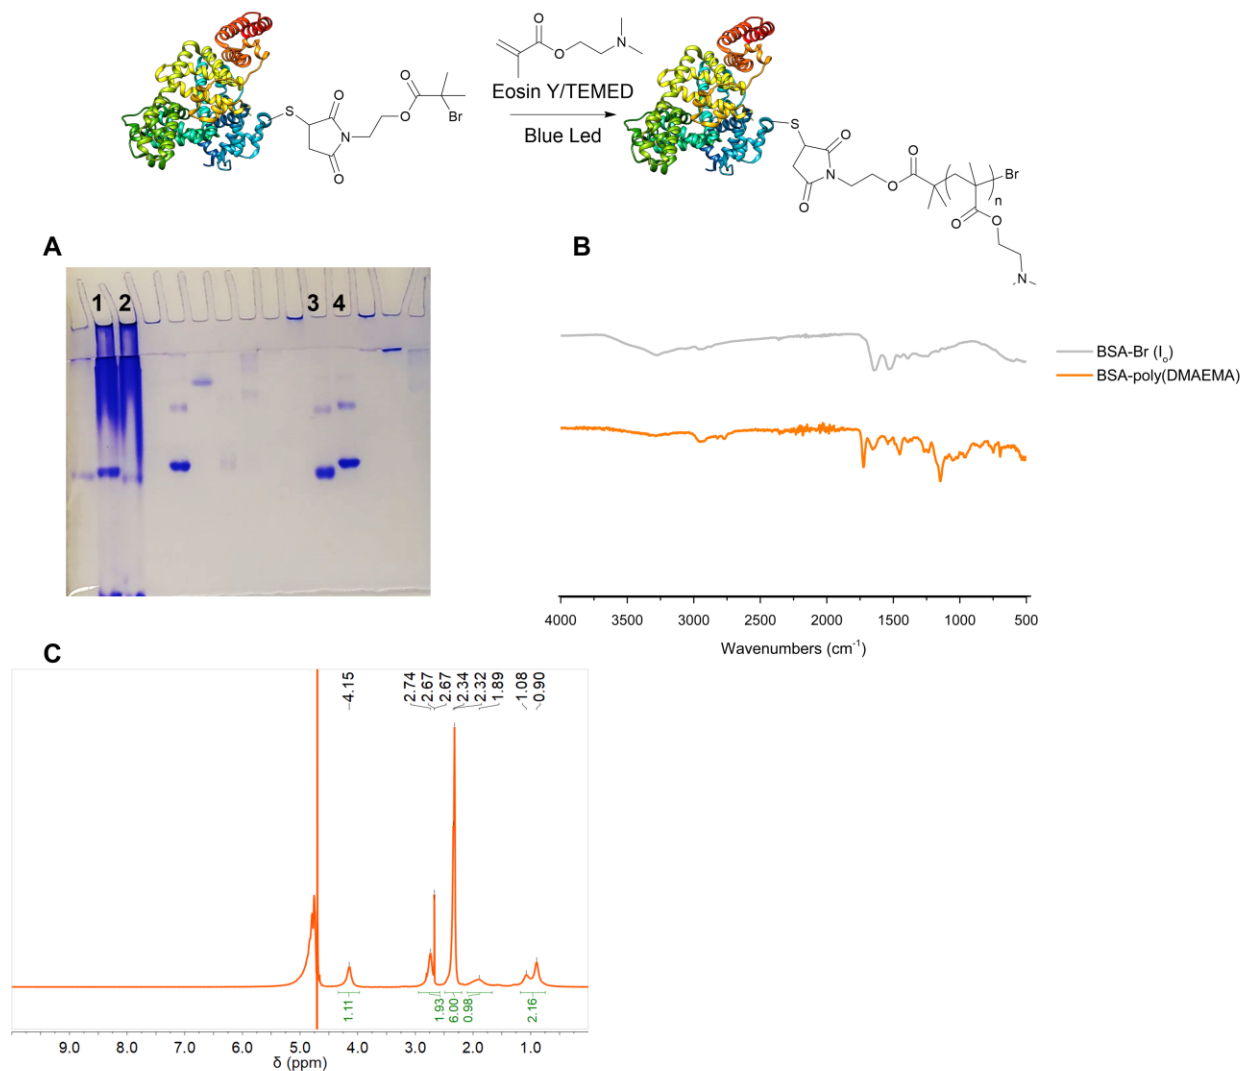 O
O
N
Eosin Y/TEMED
Blue Led
S
O
N
O
O
O
Br
S
O
N
O
O
O
Br
n
O
O
N
A
B
1 2 3 4
BSA-Br (Io)
BSA-poly(DMAEMA)
4000 3500 3000 2500 2000 1500 1000 500
Wavenumbers (cm-1)
C
4.15
2.74
2.67
2.67
2.34
2.32
1.89
1.08
0.90
1.11
1.93
6.00
0.98
2.16
9.0 8.0 7.0 6.0 5.0 4.0 3.0 2.0 1.0
δ (ppm)